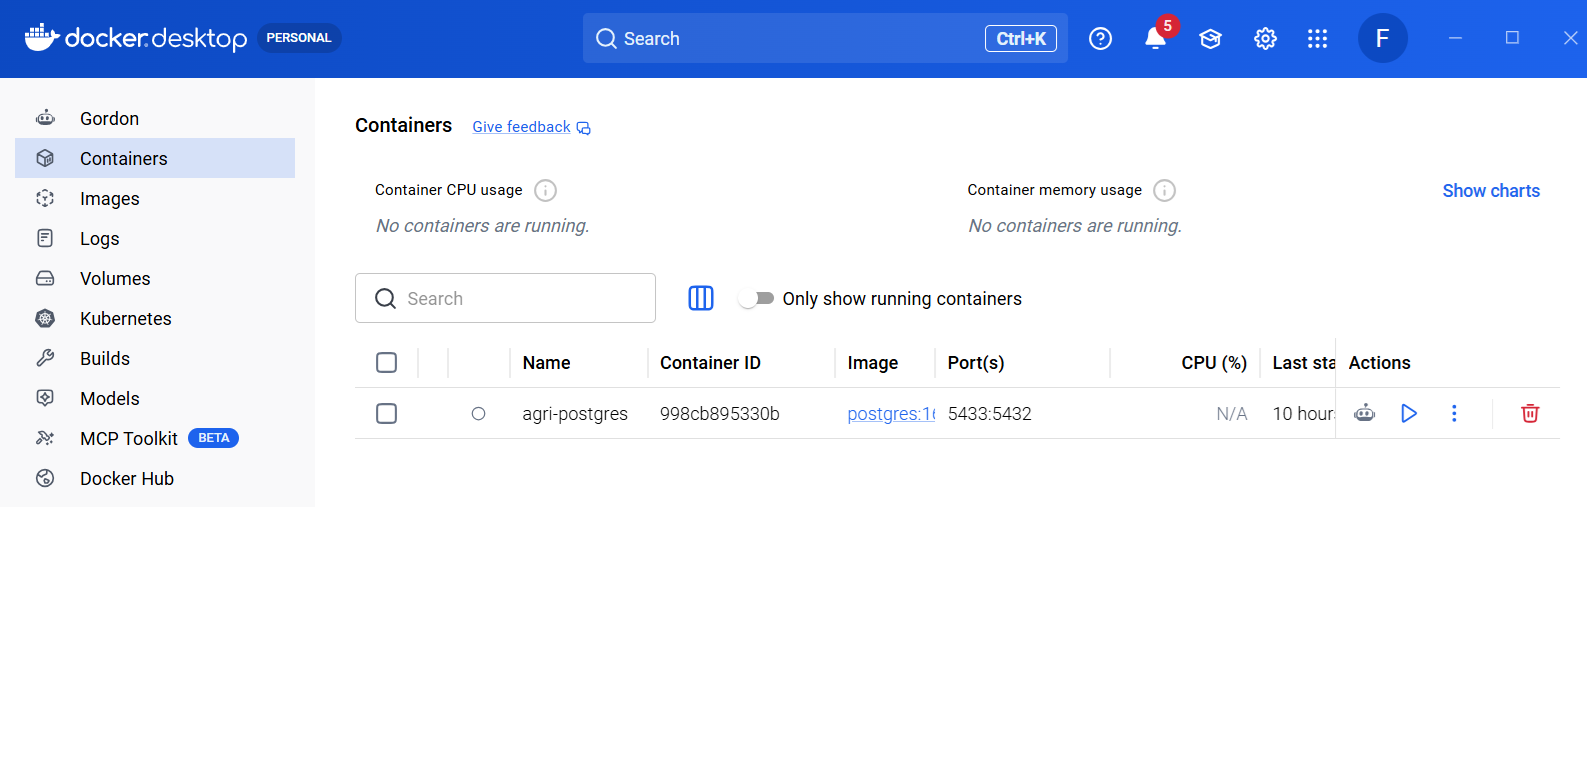 docker.desktop PERSONAL Search Ctrl+K 5 F
Gordon
Containers
Images
Logs
Volumes
Kubernetes
Builds
Models
MCP Toolkit BETA
Docker Hub
Containers Give feedback
Container CPU usage Container memory usage Show charts
No containers are running. No containers are running.
Search Only show running containers
Name Container ID Image Port(s) CPU (%) Last sta Actions
agri-postgres 998cb895330b postgres:16 5433:5432 N/A 10 hour